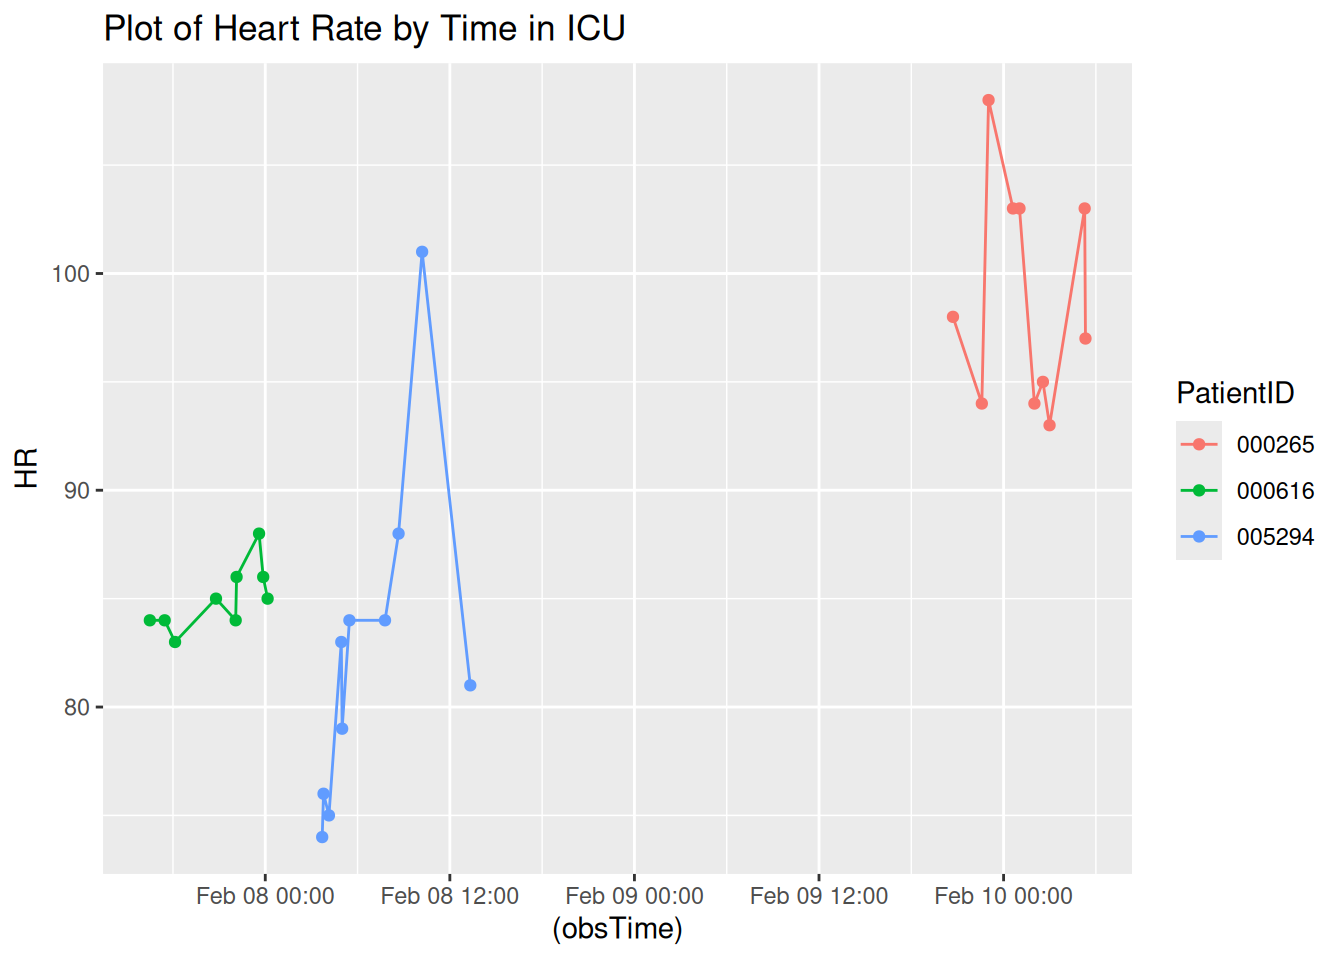 Plot of Heart Rate by Time in ICU
HR
100
90
80
Feb 08 00:00 Feb 08 12:00 Feb 09 00:00 Feb 09 12:00 Feb 10 00:00
(obsTime)
PatientID
000265
000616
005294